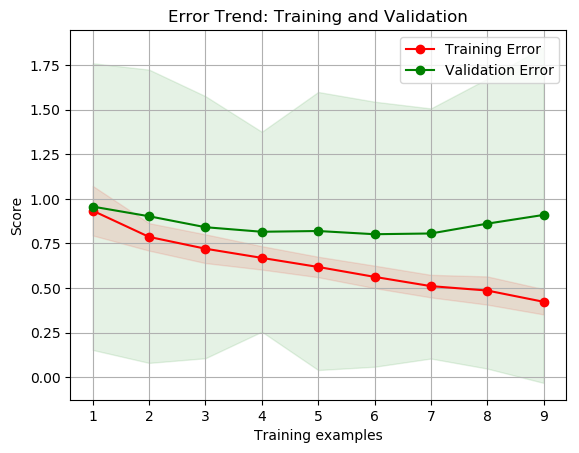 Error Trend: Training and Validation
Training Error
Validation Error
1.75
1.50
1.25
1.00
0.75
0.50
0.25
0.00
Score
1 2 3 4 5 6 7 8 9
Training examples